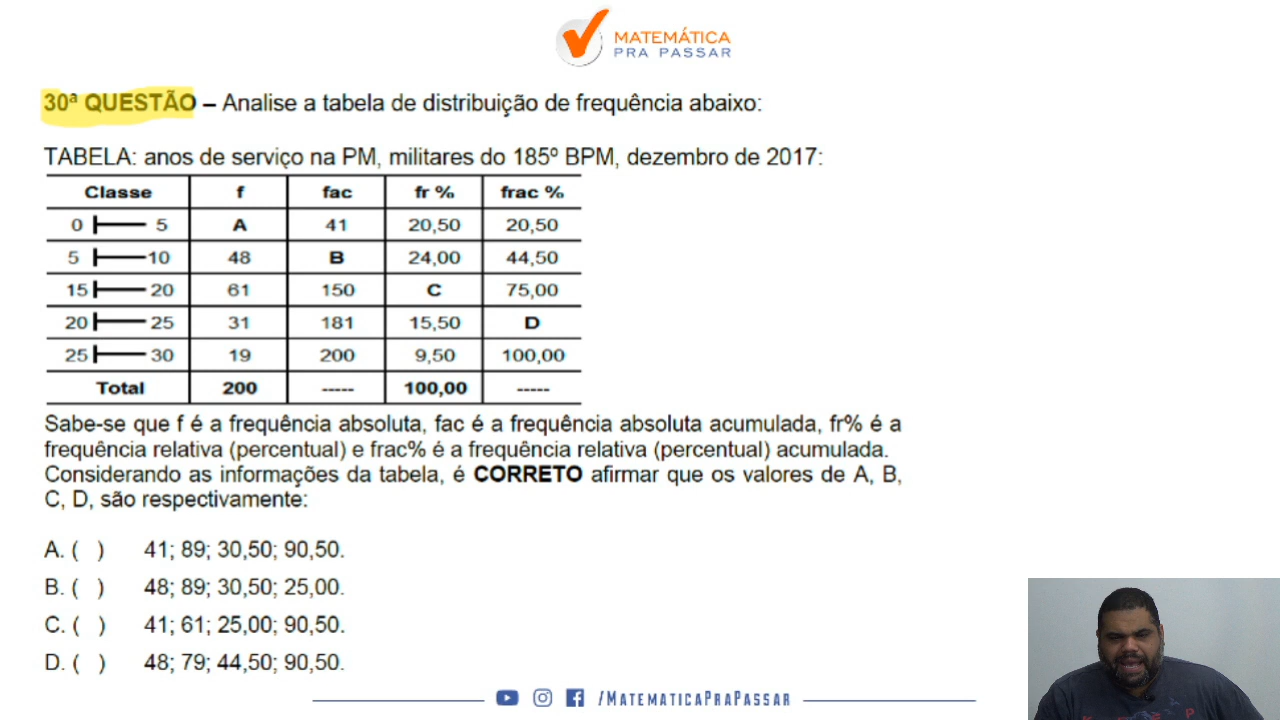 MATEMÁTICA
PRA PASSAR
30ª QUESTÃO – Analise a tabela de distribuição de frequência abaixo:
TABELA: anos de serviço na PM, militares do 185º BPM, dezembro de 2017:
Classe f fac fr % frac %
0 5 A 41 20,50 20,50
5 10 48 B 24,00 44,50
15 20 61 150 C 75,00
20 25 31 181 15,50 D
25 30 19 200 9,50 100,00
Total 200 ----- 100,00 -----
Sabe-se que f é a frequência absoluta, fac é a frequência absoluta acumulada, fr% é a
frequência relativa (percentual) e frac% é a frequência relativa (percentual) acumulada.
Considerando as informações da tabela, é CORRETO afirmar que os valores de A, B,
C, D, são respectivamente:
A. ( ) 41; 89; 30,50; 90,50.
B. ( ) 48; 89; 30,50; 25,00.
C. ( ) 41; 61; 25,00; 90,50.
D. ( ) 48; 79; 44,50; 90,50.
/MATEMATICAPRAPASSAR